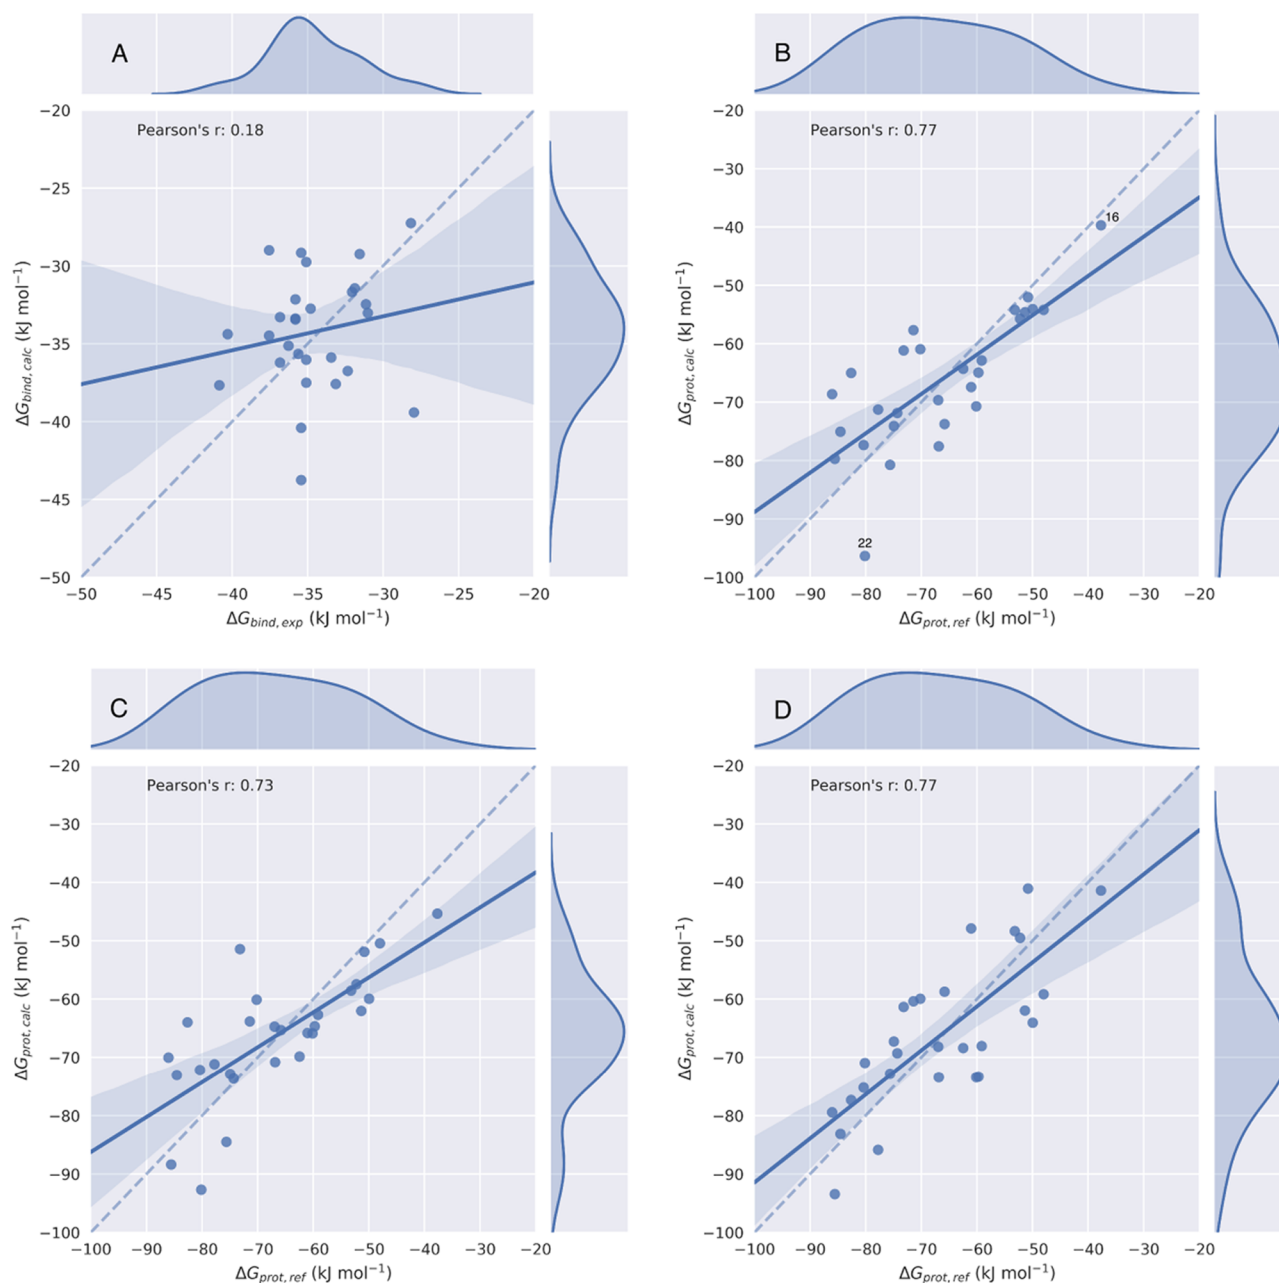 A
Pearson's r: 0.18
−20
−25
−30
−35
−40
−45
−50
ΔG_bind,calc (kJ mol⁻¹)
−50 −45 −40 −35 −30 −25 −20
ΔG_bind,exp (kJ mol⁻¹)
B
Pearson's r: 0.77
−20
−30
−40
−50
−60
−70
−80
−90
−100
ΔG_prot,calc (kJ mol⁻¹)
16
22
−100 −90 −80 −70 −60 −50 −40 −30 −20
ΔG_prot,ref (kJ mol⁻¹)
C
Pearson's r: 0.73
−20
−30
−40
−50
−60
−70
−80
−90
−100
ΔG_prot,calc (kJ mol⁻¹)
−100 −90 −80 −70 −60 −50 −40 −30 −20
ΔG_prot,ref (kJ mol⁻¹)
D
Pearson's r: 0.77
−20
−30
−40
−50
−60
−70
−80
−90
−100
ΔG_prot,calc (kJ mol⁻¹)
−100 −90 −80 −70 −60 −50 −40 −30 −20
ΔG_prot,ref (kJ mol⁻¹)